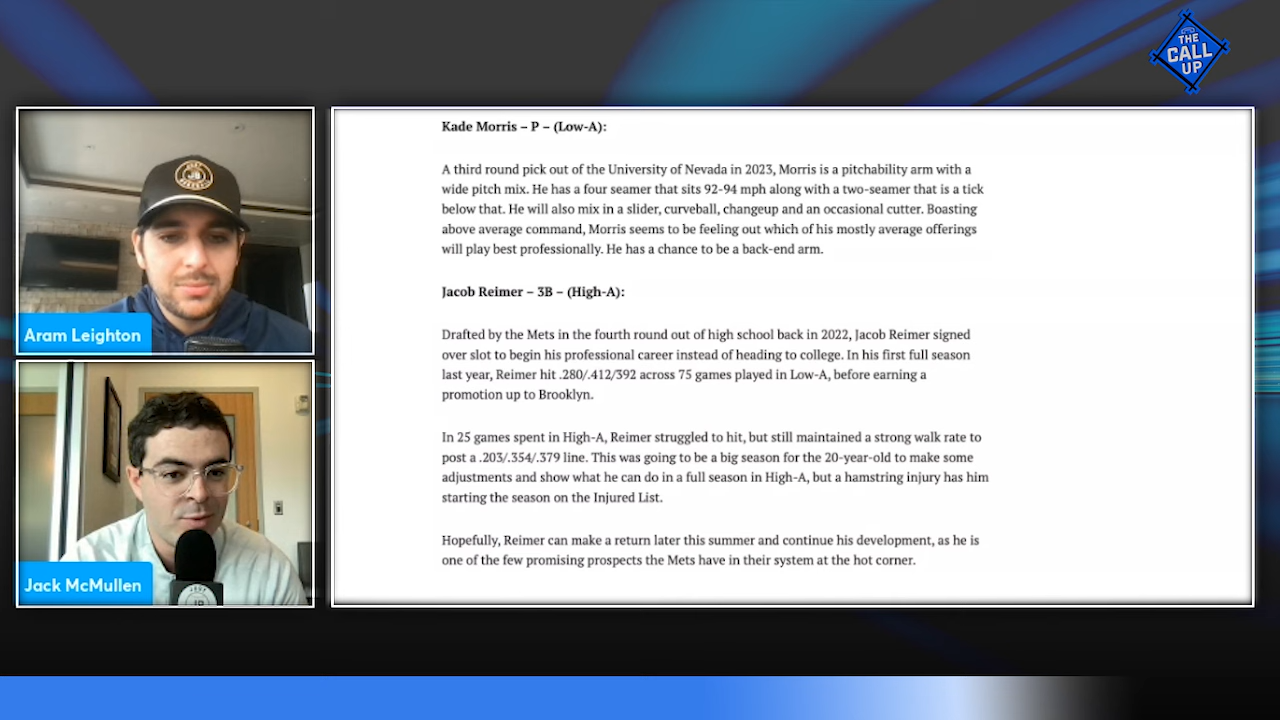 THE
CALL
UP
JB
Aram Leighton
Jack McMullen
JB
Kade Morris – P – (Low-A):
A third round pick out of the University of Nevada in 2023, Morris is a pitchability arm with a
wide pitch mix. He has a four seamer that sits 92-94 mph along with a two-seamer that is a tick
below that. He will also mix in a slider, curveball, changeup and an occasional cutter. Boasting
above average command, Morris seems to be feeling out which of his mostly average offerings
will play best professionally. He has a chance to be a back-end arm.
Jacob Reimer – 3B – (High-A):
Drafted by the Mets in the fourth round out of high school back in 2022, Jacob Reimer signed
over slot to begin his professional career instead of heading to college. In his first full season
last year, Reimer hit .280/.412/392 across 75 games played in Low-A, before earning a
promotion up to Brooklyn.
In 25 games spent in High-A, Reimer struggled to hit, but still maintained a strong walk rate to
post a .203/.354/.379 line. This was going to be a big season for the 20-year-old to make some
adjustments and show what he can do in a full season in High-A, but a hamstring injury has him
starting the season on the Injured List.
Hopefully, Reimer can make a return later this summer and continue his development, as he is
one of the few promising prospects the Mets have in their system at the hot corner.